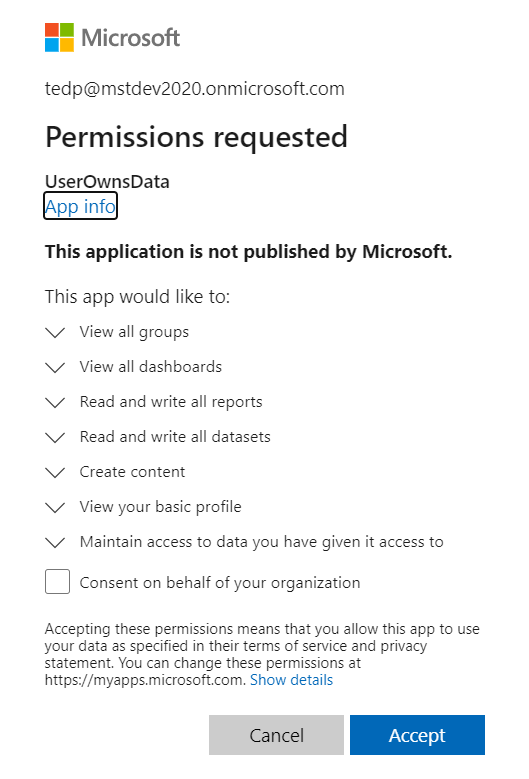 Microsoft
tedp@mstdev2020.onmicrosoft.com
Permissions requested
UserOwnsData
App info
This application is not published by Microsoft.
This app would like to:
View all groups
View all dashboards
Read and write all reports
Read and write all datasets
Create content
View your basic profile
Maintain access to data you have given it access to
Consent on behalf of your organization
Accepting these permissions means that you allow this app to use
your data as specified in their terms of service and privacy
statement. You can change these permissions at
https://myapps.microsoft.com. Show details
Cancel Accept